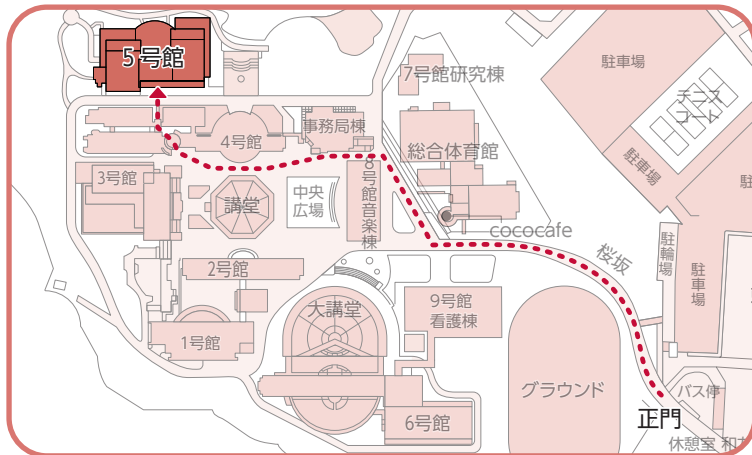 5号館
7号館研究棟
駐車場
テニス
コート
事務局棟
4号館
総合体育館
駐車場
3号館
8号館音楽棟
講堂
中央
広場
cococafe
桜坂
駐輪場
駐車場
2号館
大講堂
9号館
看護棟
1号館
グラウンド
バス停
正門
6号館
休憩室